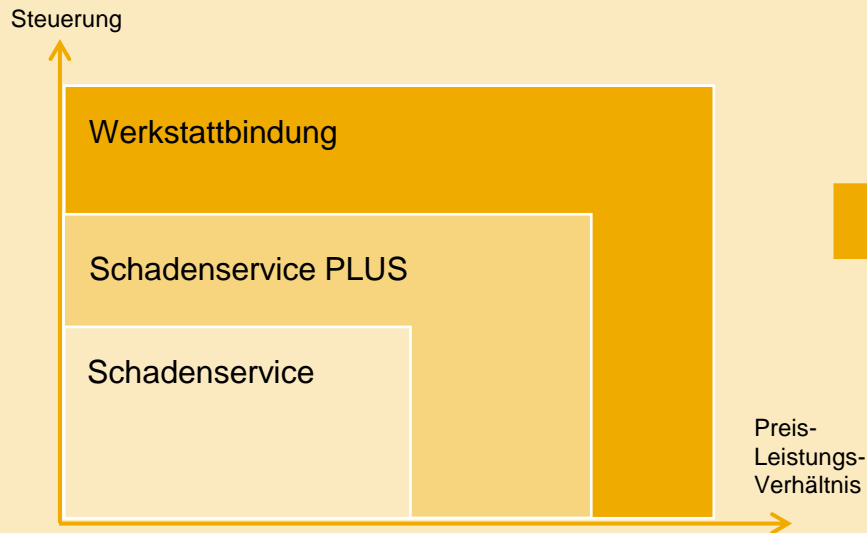 Steuerung
Werkstattbindung
Schadenservice PLUS
Schadenservice
Preis-
Leistungs-
Verhältnis